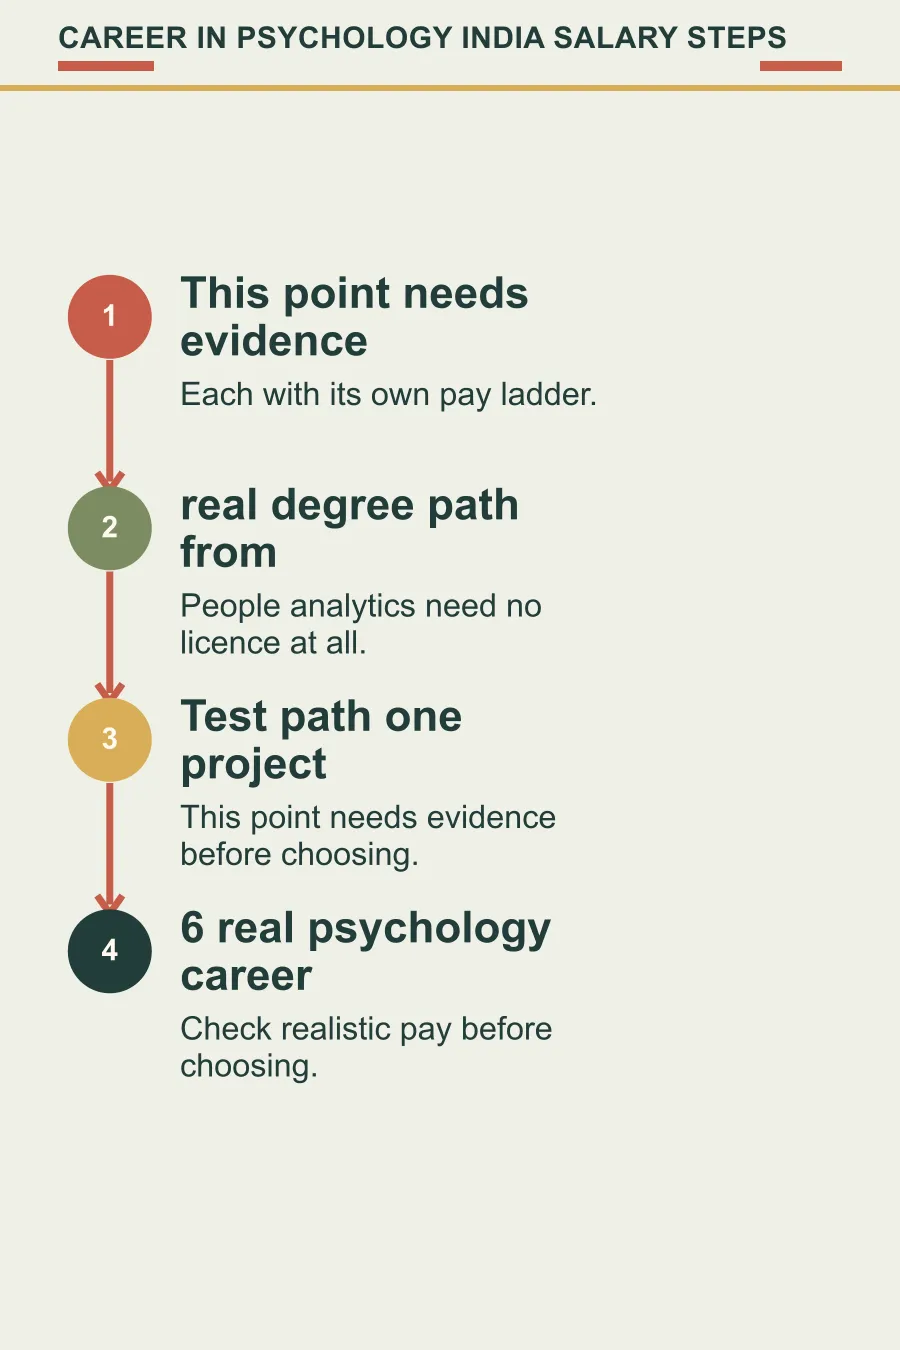 CAREER IN PSYCHOLOGY INDIA SALARY STEPS
1
This point needs
evidence
Each with its own pay ladder.
2
real degree path
from
People analytics need no
licence at all.
3
Test path one
project
This point needs evidence
before choosing.
4
6 real psychology
career
Check realistic pay before
choosing.